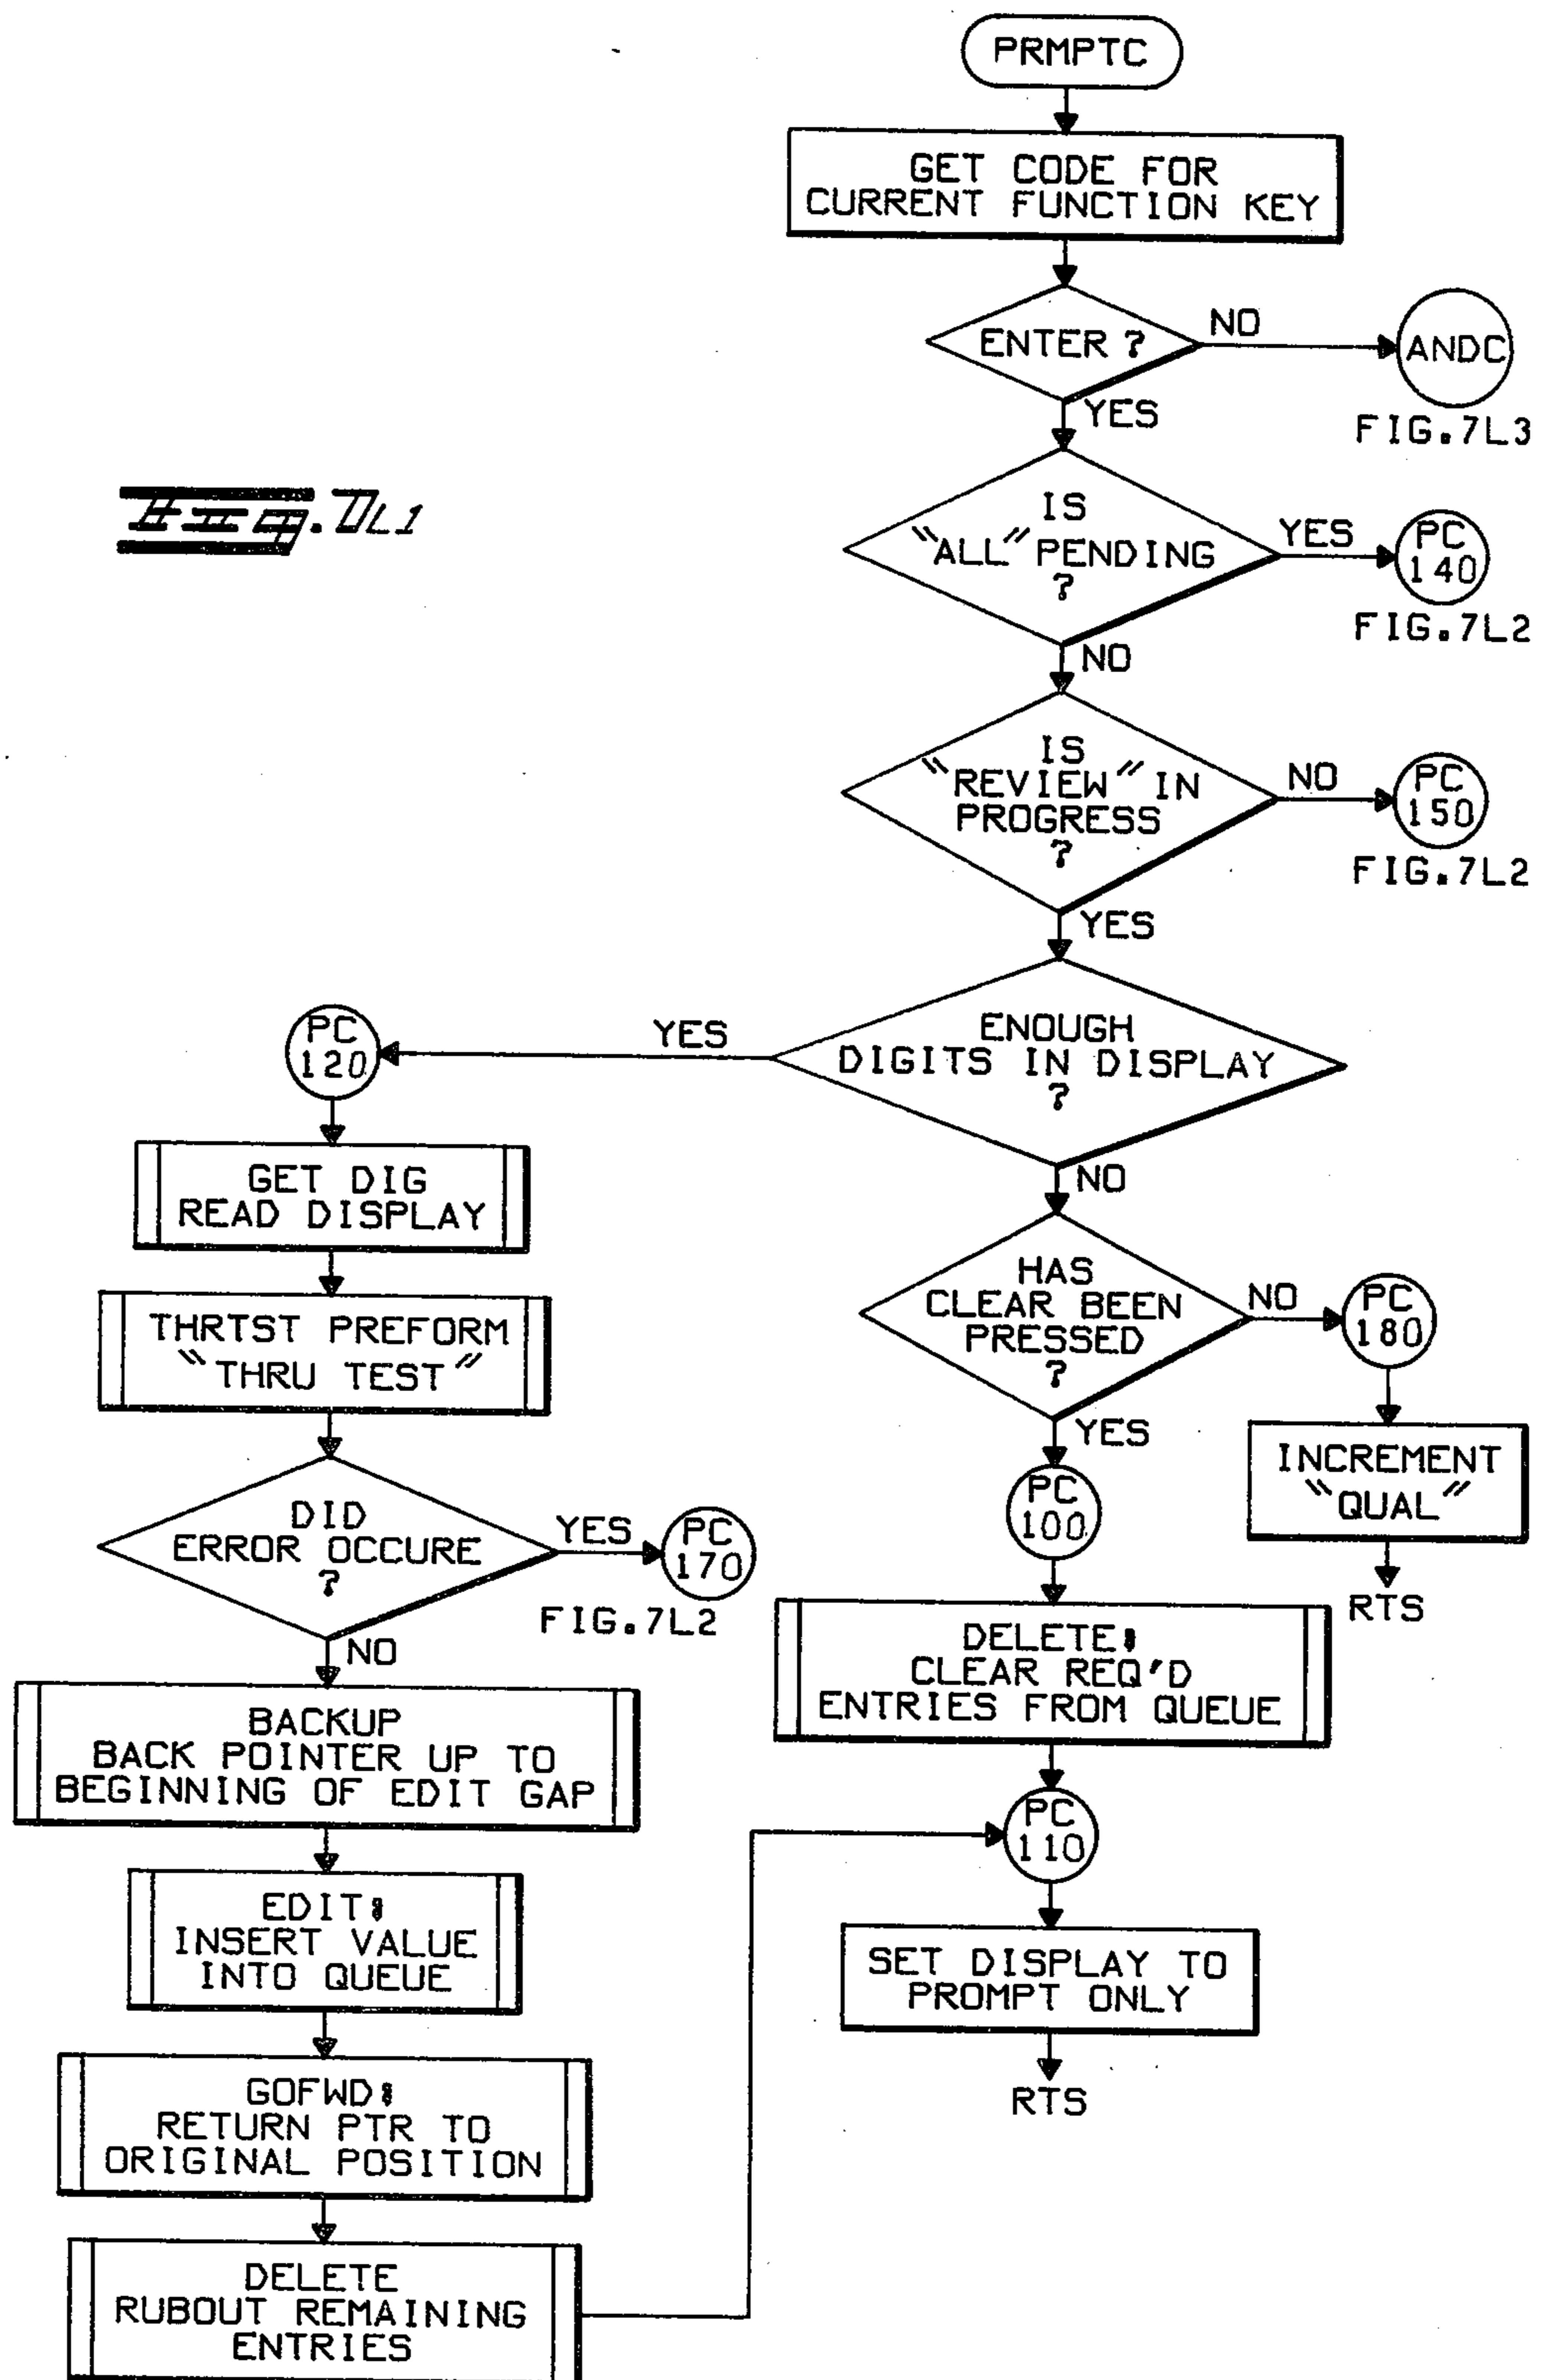 PRMPTC
GET CODE FOR
CURRENT FUNCTION KEY
ENTER ?
NO
ANDC
FIG.7L3
YES
Fig. 7L1
IS
"ALL" PENDING
?
YES
PC
140
FIG.7L2
NO
IS
"REVIEW" IN
PROGRESS
?
NO
PC
150
FIG.7L2
YES
ENOUGH
DIGITS IN DISPLAY
?
YES
PC
120
NO
GET DIG
READ DISPLAY
THRTST PREFORM
"THRU TEST"
DID
ERROR OCCURE
?
YES
PC
170
FIG.7L2
NO
BACKUP
BACK POINTER UP TO
BEGINNING OF EDIT GAP
EDIT:
INSERT VALUE
INTO QUEUE
GOFWD:
RETURN PTR TO
ORIGINAL POSITION
DELETE
RUBOUT REMAINING
ENTRIES
HAS
CLEAR BEEN
PRESSED
?
NO
PC
180
INCREMENT
"QUAL"
RTS
YES
PC
100
DELETE:
CLEAR REQ'D
ENTRIES FROM QUEUE
PC
110
SET DISPLAY TO
PROMPT ONLY
RTS